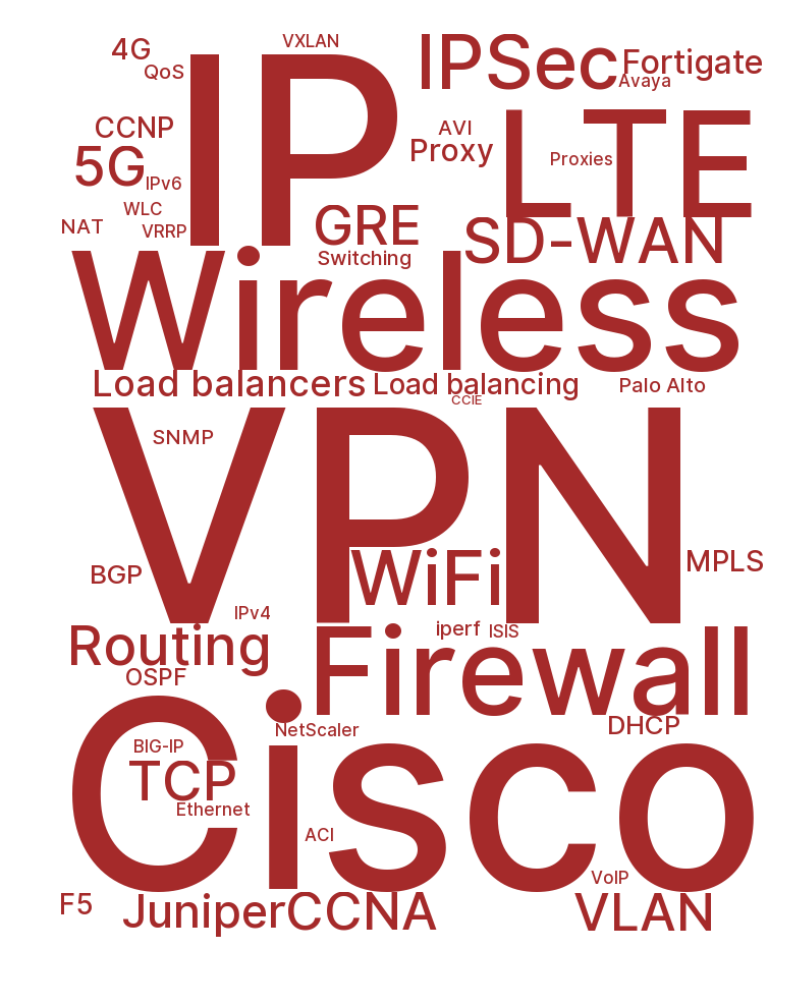 4G
VXLAN
IPSec
Fortigate
QoS
IP
Avaya
CCNP
AVI
LTE
5G
Proxy
Proxies
IPv6
WLC
NAT
VRRP
GRE
SD-WAN
Switching
Wireless
Load balancers
Load balancing
Palo Alto
CCIE
VPN
SNMP
WiFi
MPLS
BGP
IPv4
Routing
iperf
ISIS
Firewall
OSPF
Cisco
NetScaler
DHCP
BIG-IP
TCP
Ethernet
ACI
VoIP
F5
Juniper
CCNA
VLAN